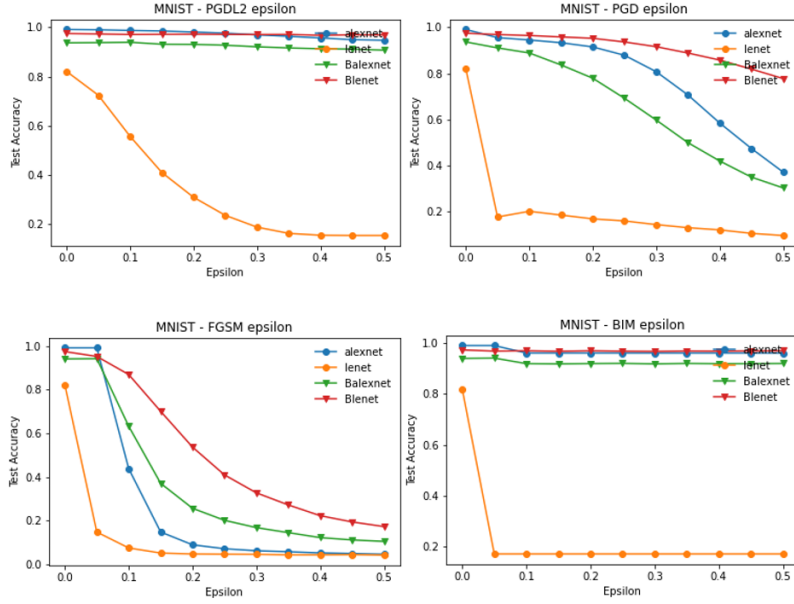 MNIST - PGDL2 epsilon
1.0
0.8
0.6
0.4
0.2
Test Accuracy
alexnet
lenet
Balexnet
Blenet
0.0 0.1 0.2 0.3 0.4 0.5
Epsilon
MNIST - PGD epsilon
1.0
0.8
0.6
0.4
0.2
Test Accuracy
alexnet
lenet
Balexnet
Blenet
0.0 0.1 0.2 0.3 0.4 0.5
Epsilon
MNIST - FGSM epsilon
1.0
0.8
0.6
0.4
0.2
0.0
Test Accuracy
alexnet
lenet
Balexnet
Blenet
0.0 0.1 0.2 0.3 0.4 0.5
Epsilon
MNIST - BIM epsilon
1.0
0.8
0.6
0.4
0.2
Test Accuracy
alexnet
lenet
Balexnet
Blenet
0.0 0.1 0.2 0.3 0.4 0.5
Epsilon